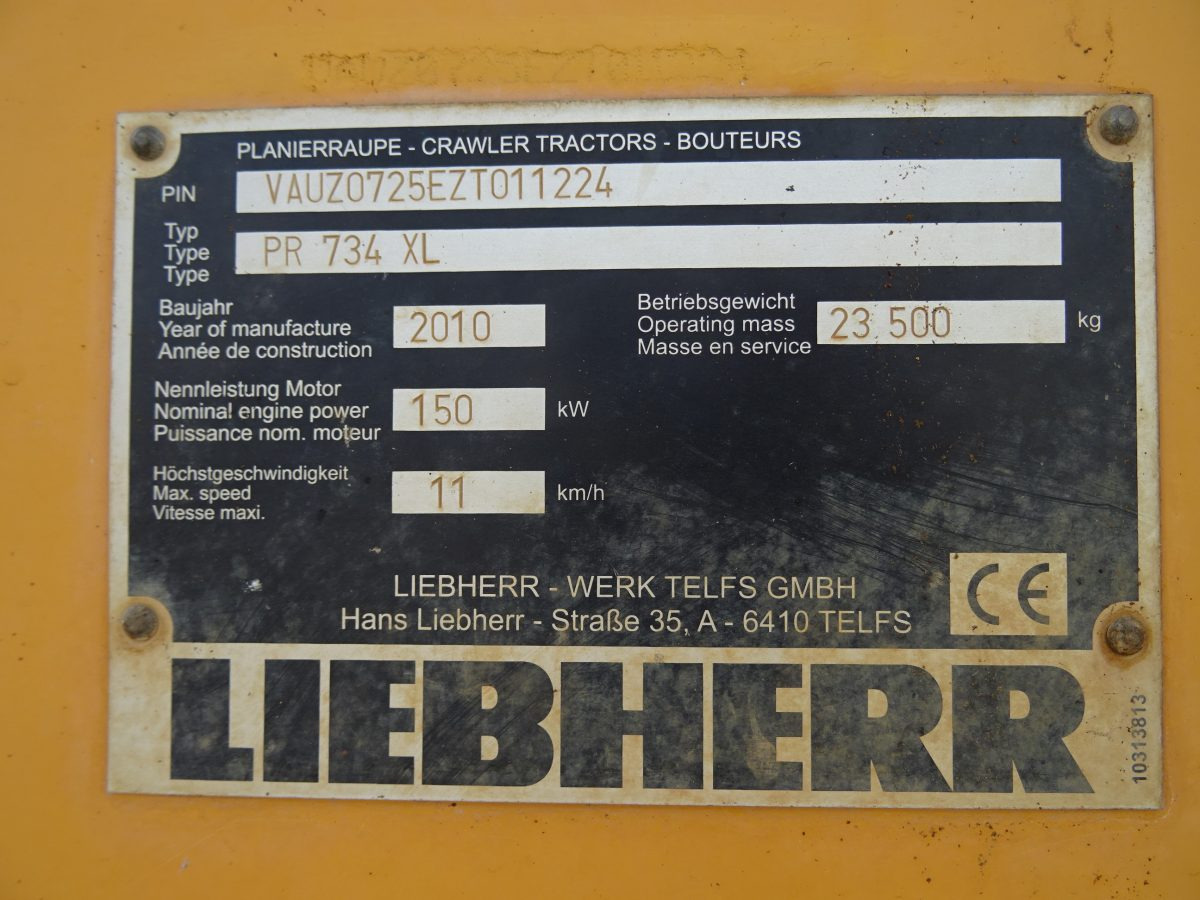 PLANIERRAUPE - CRAWLER TRACTORS - BOUTEURS
PIN VAUZ0725EZT011224
Typ
Type PR 734 XL
Type
Baujahr
Year of manufacture 2010
Année de construction
Betriebsgewicht
Operating mass 23 500 kg
Masse en service
Nennleistung Motor
Nominal engine power 150 kW
Puissance nom. moteur
Höchstgeschwindigkeit
Max. speed 11 km/h
Vitesse maxi.
LIEBHERR - WERK TELFS GMBH
Hans Liebherr - Straße 35, A - 6410 TELFS
CE
LIEBHERR
10313813